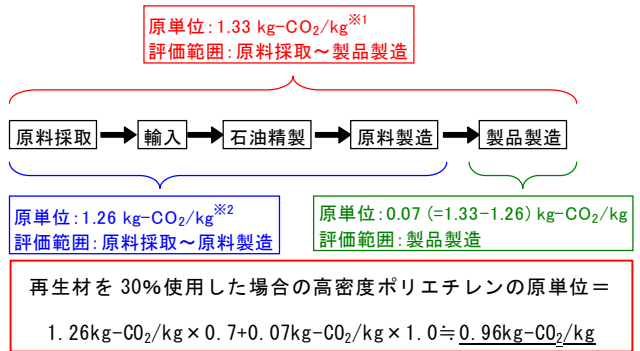 原単位:1.33 kg-CO₂/kg※1
評価範囲:原料採取～製品製造
原料採取 輸入 石油精製 原料製造 製品製造
原単位:1.26 kg-CO₂/kg※2
評価範囲:原料採取～原料製造
原単位:0.07 (=1.33-1.26) kg-CO₂/kg
評価範囲:製品製造
再生材を 30%使用した場合の高密度ポリエチレンの原単位＝
1.26kg-CO₂/kg×0.7+0.07kg-CO₂/kg×1.0≒0.96kg-CO₂/kg